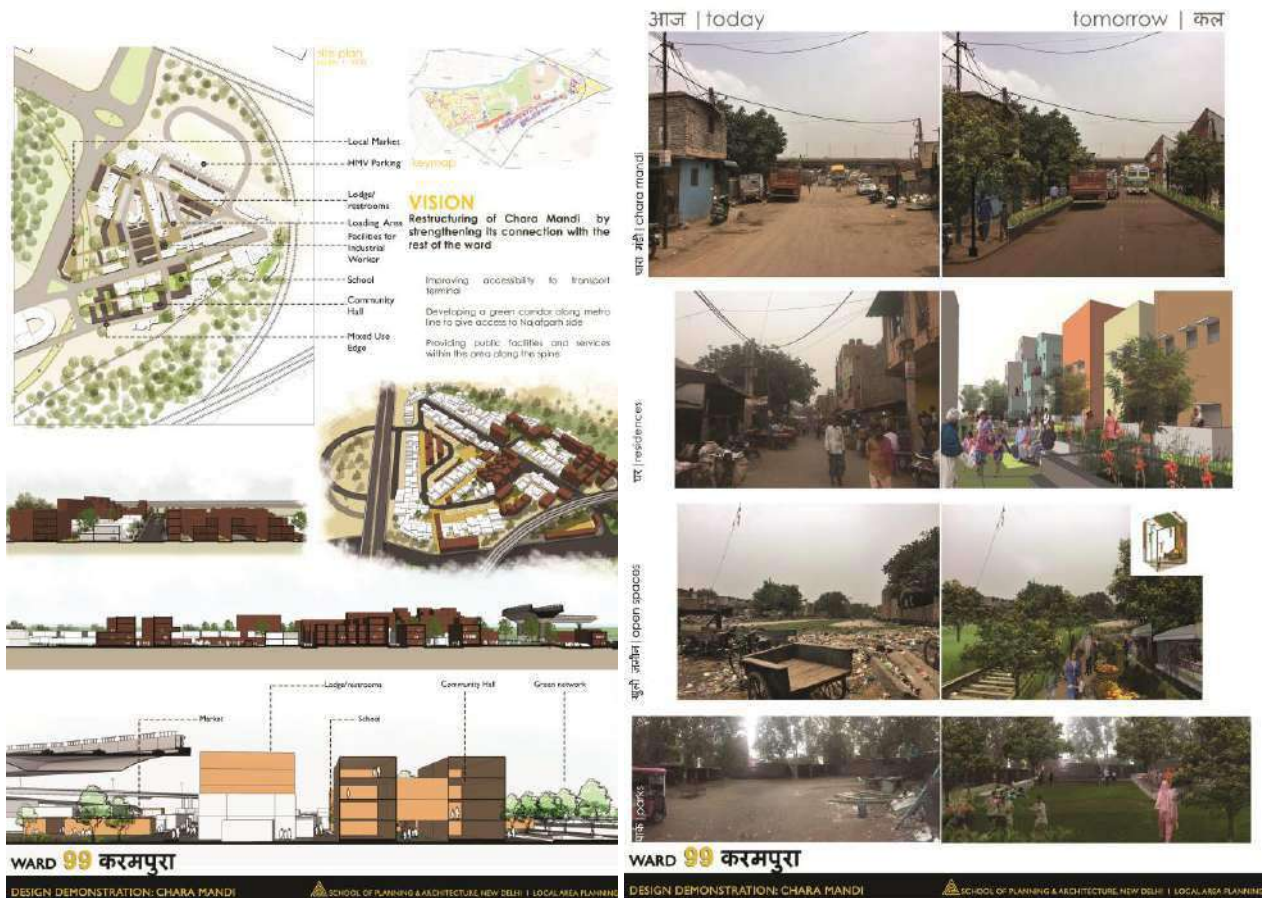 site plan
Local Market
HMV Parking
Lodge/
restrooms
Loading Area
Facilities for
Industrial
Worker
School
Community
Hall
Mixed Use
Edge
keymap
VISION
Restructuring of Chara Mandi by
strengthening its connection with the
rest of the ward
Improving accessibility to transport
terminal
Developing a green corridor along metro
line to give access to Najafgarh side
Providing public facilities and services
within the area along the spine
Lodge/restrooms
Community Hall
Green network
Market
School
WARD 99 करमपुरा
DESIGN DEMONSTRATION: CHARA MANDI
SCHOOL OF PLANNING & ARCHITECTURE, NEW DELHI | LOCAL AREA PLANNING
आज | today
tomorrow | कल
चारा मंडी | chara mandi
घर | residences
खुली ज़मीन | open spaces
पार्क | parks
WARD 99 करमपुरा
DESIGN DEMONSTRATION: CHARA MANDI
SCHOOL OF PLANNING & ARCHITECTURE, NEW DELHI | LOCAL AREA PLANNING